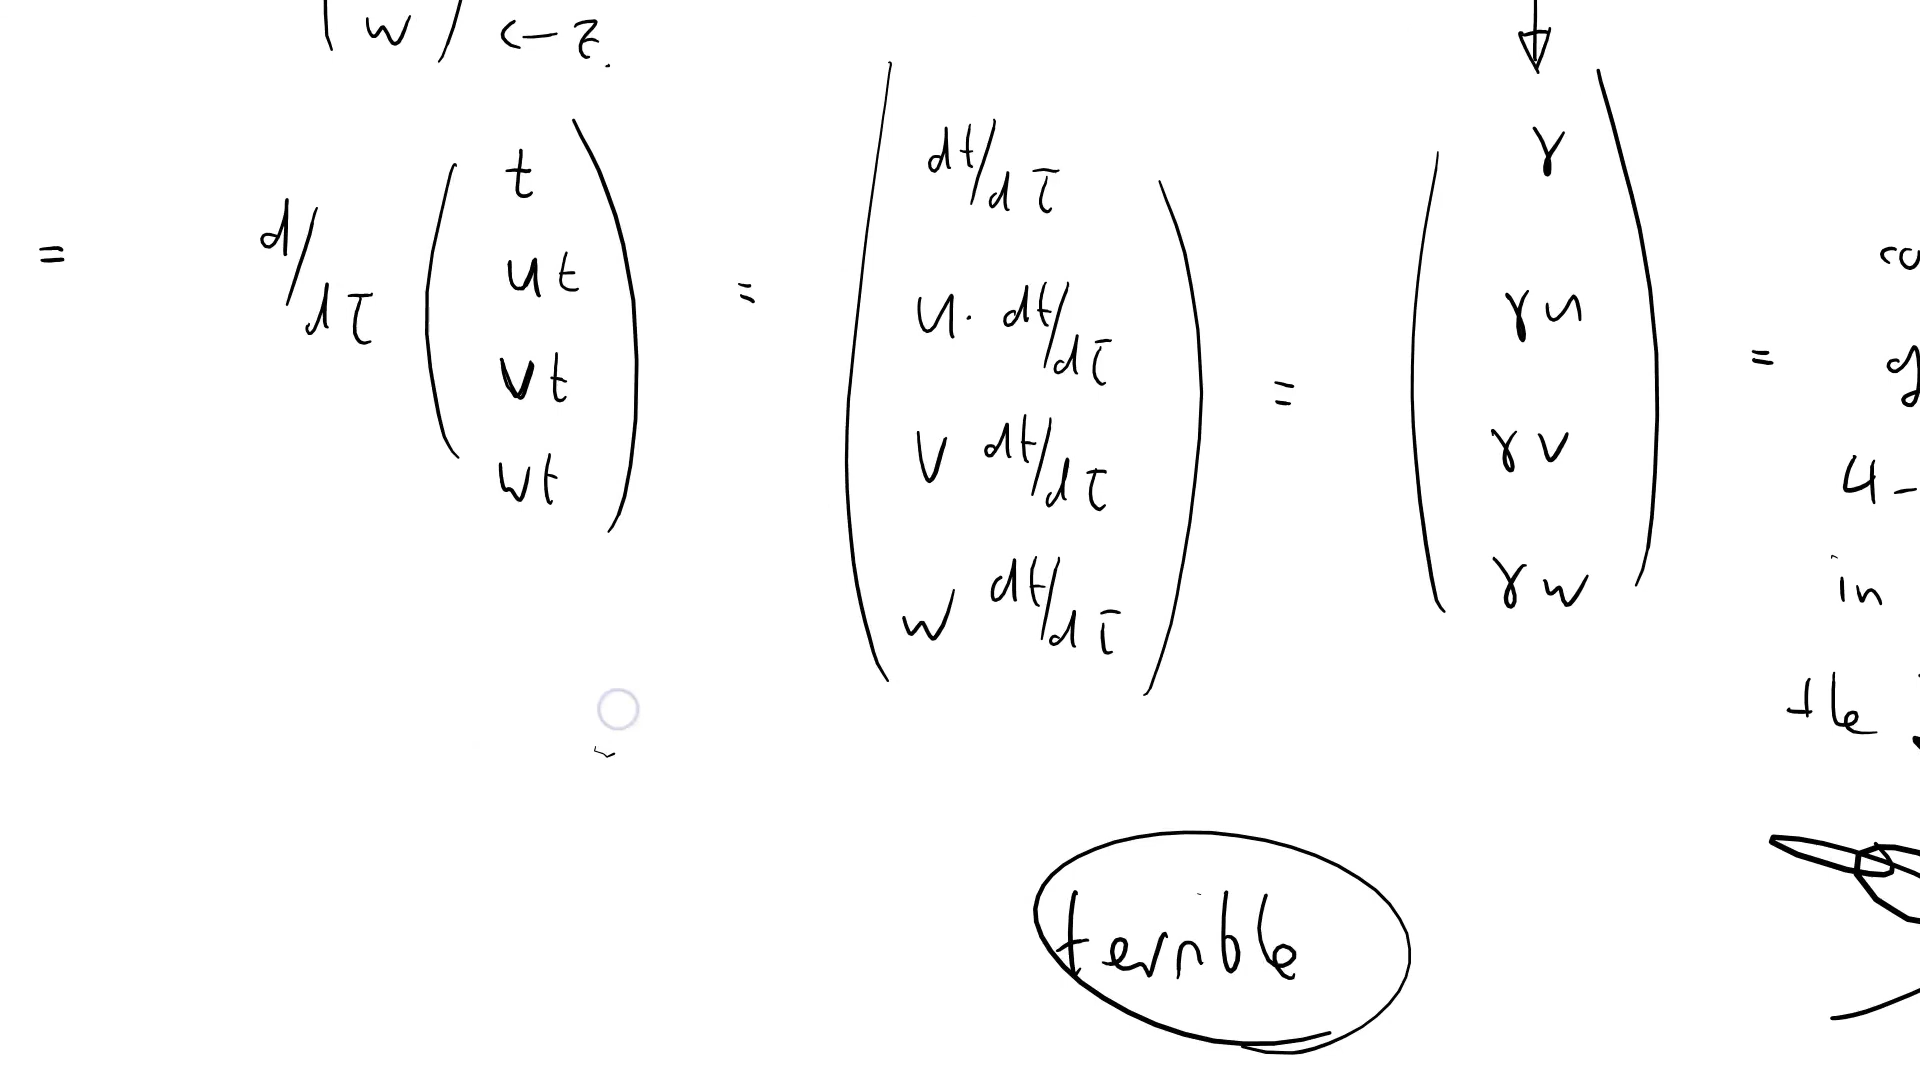 ( w ) ← z.
= d/dτ ( t ut vt wt ) = ( dt/dτ u · dt/dτ v dt/dτ w dt/dτ ) = ( γ γu γv γw ) =
4-
in
the
terrible